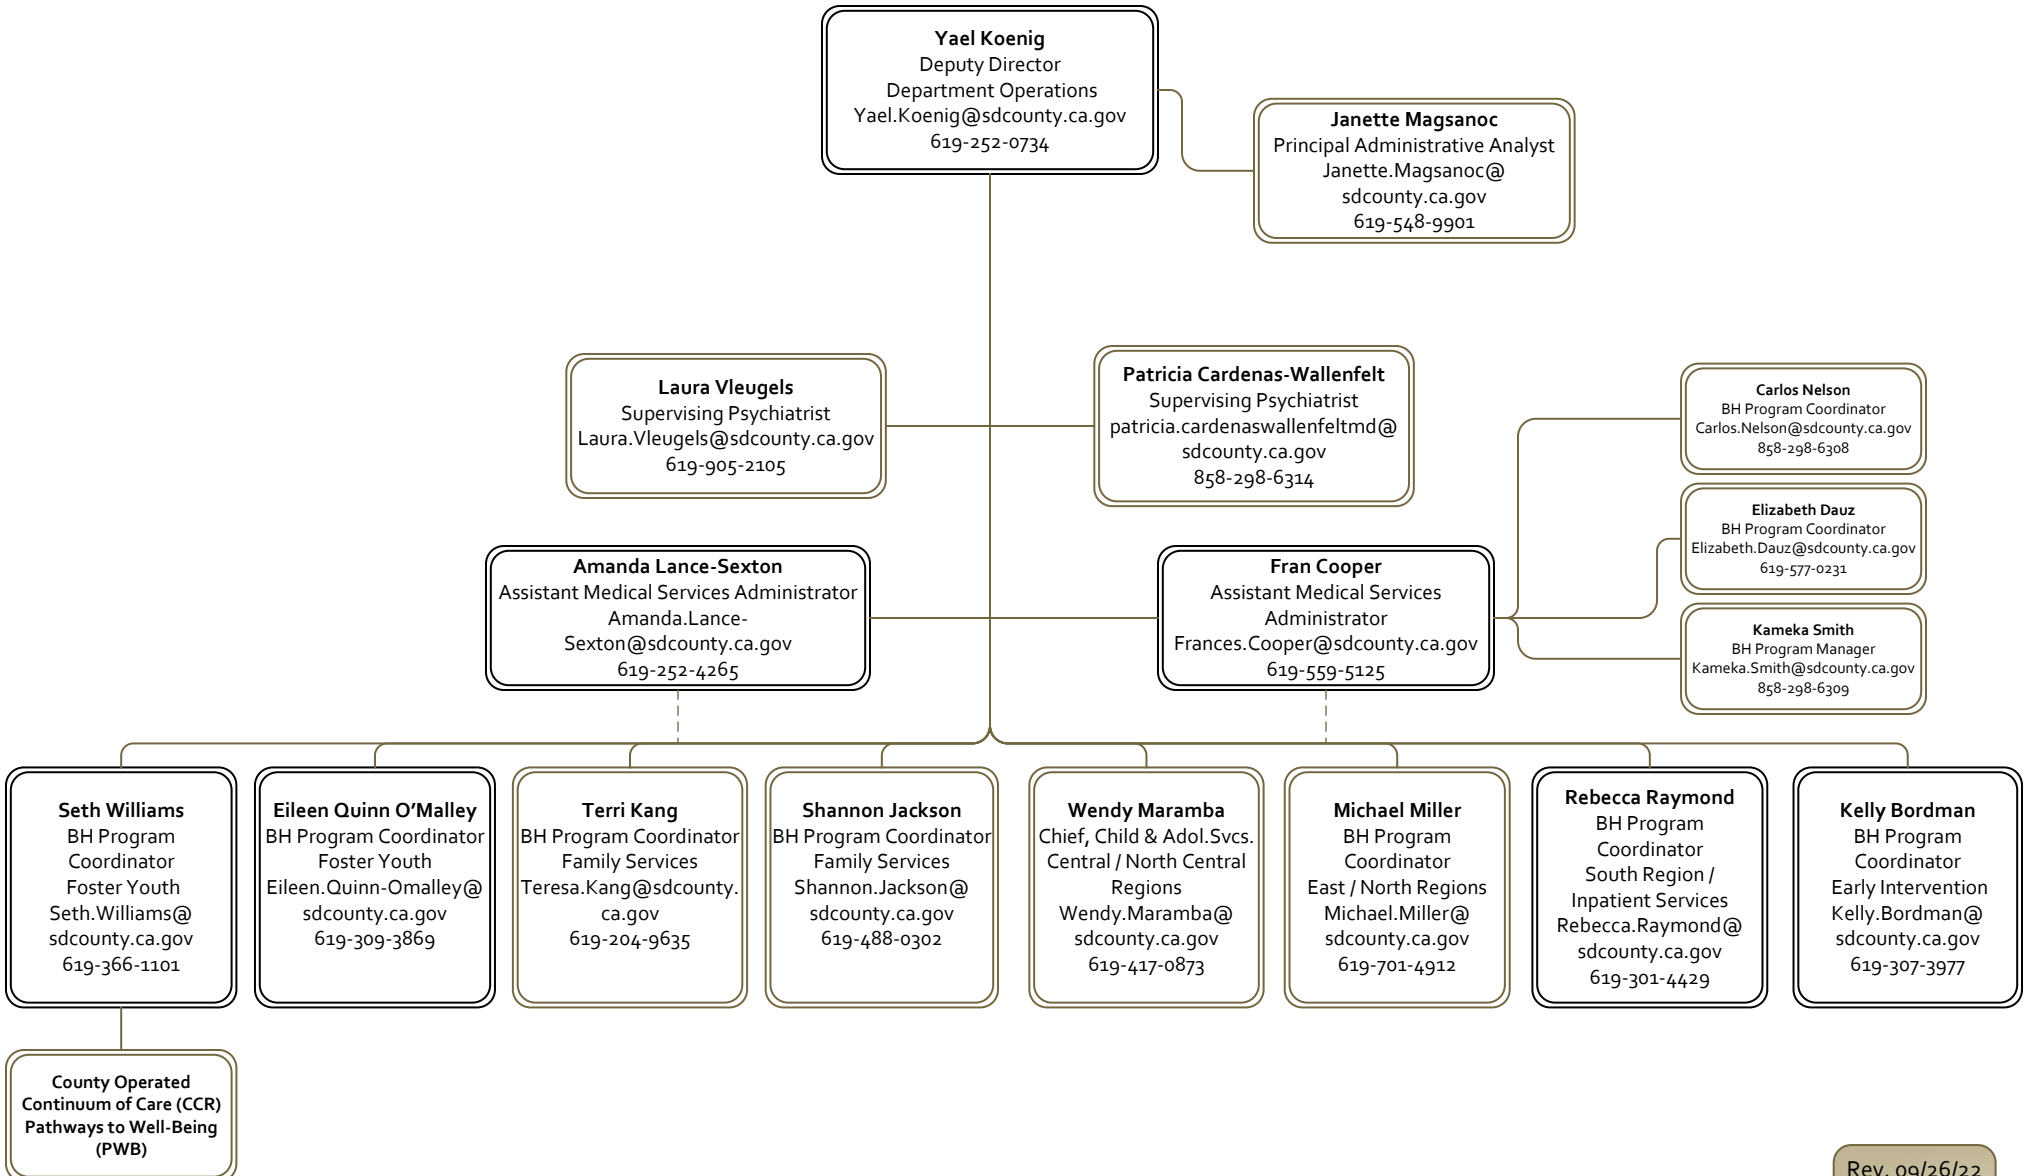 Yael Koenig
Deputy Director
Department Operations
Yael.Koenig@sdcounty.ca.gov
619-252-0734
Janette Magsanoc
Principal Administrative Analyst
Janette.Magsanoc@
sdcounty.ca.gov
619-548-9901
Laura Vleugels
Supervising Psychiatrist
Laura.Vleugels@sdcounty.ca.gov
619-905-2105
Patricia Cardenas-Wallenfelt
Supervising Psychiatrist
patricia.cardenaswallenfeltmd@
sdcounty.ca.gov
858-298-6314
Carlos Nelson
BH Program Coordinator
Carlos.Nelson@sdcounty.ca.gov
858-298-6308
Elizabeth Dauz
BH Program Coordinator
Elizabeth.Dauz@sdcounty.ca.gov
619-577-0231
Kameka Smith
BH Program Manager
Kameka.Smith@sdcounty.ca.gov
858-298-6309
Amanda Lance-Sexton
Assistant Medical Services Administrator
Amanda.Lance-
Sexton@sdcounty.ca.gov
619-252-4265
Fran Cooper
Assistant Medical Services
Administrator
Frances.Cooper@sdcounty.ca.gov
619-559-5125
Seth Williams
BH Program
Coordinator
Foster Youth
Seth.Williams@
sdcounty.ca.gov
619-366-1101
Eileen Quinn O’Malley
BH Program Coordinator
Foster Youth
Eileen.Quinn-Omalley@
sdcounty.ca.gov
619-309-3869
Terri Kang
BH Program Coordinator
Family Services
Teresa.Kang@sdcounty.
ca.gov
619-204-9635
Shannon Jackson
BH Program Coordinator
Family Services
Shannon.Jackson@
sdcounty.ca.gov
619-488-0302
Wendy Maramba
Chief, Child & Adol.Svcs.
Central / North Central
Regions
Wendy.Maramba@
sdcounty.ca.gov
619-417-0873
Michael Miller
BH Program
Coordinator
East / North Regions
Michael.Miller@
sdcounty.ca.gov
619-701-4912
Rebecca Raymond
BH Program
Coordinator
South Region /
Inpatient Services
Rebecca.Raymond@
sdcounty.ca.gov
619-301-4429
Kelly Bordman
BH Program
Coordinator
Early Intervention
Kelly.Bordman@
sdcounty.ca.gov
619-307-3977
County Operated
Continuum of Care (CCR)
Pathways to Well-Being
(PWB)
Rev. 09/26/22